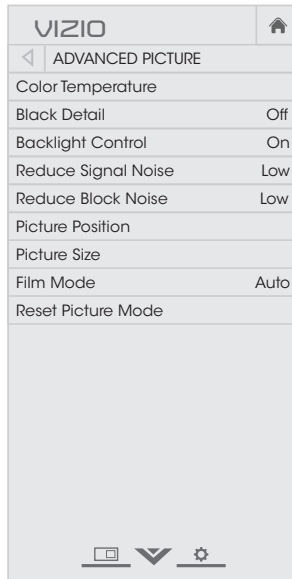 VIZIO
ADVANCED PICTURE
Color Temperature
Black Detail Off
Backlight Control On
Reduce Signal Noise Low
Reduce Block Noise Low
Picture Position
Picture Size
Film Mode Auto
Reset Picture Mode